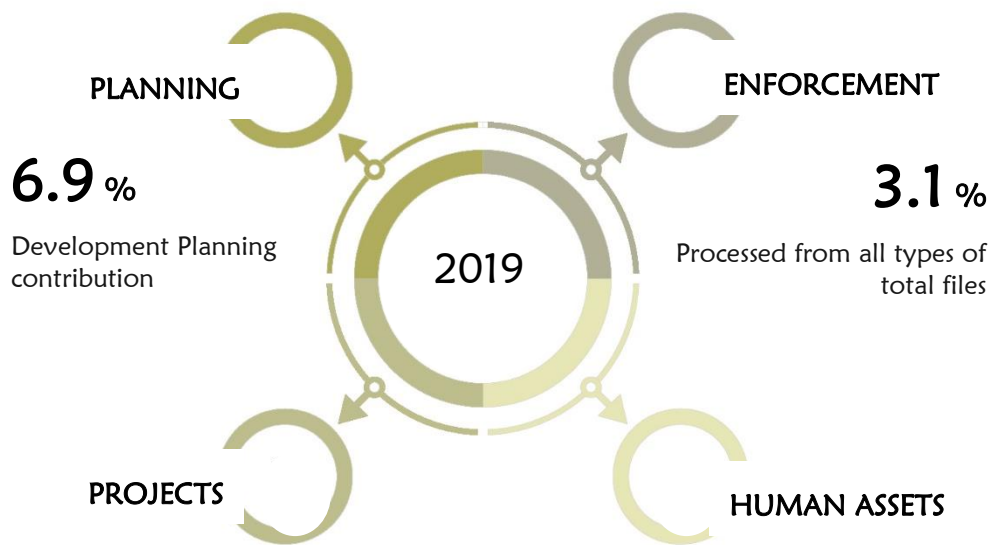 PLANNING
6.9 %
Development Planning
contribution
ENFORCEMENT
3.1 %
Processed from all types of
total files
2019
PROJECTS
HUMAN ASSETS